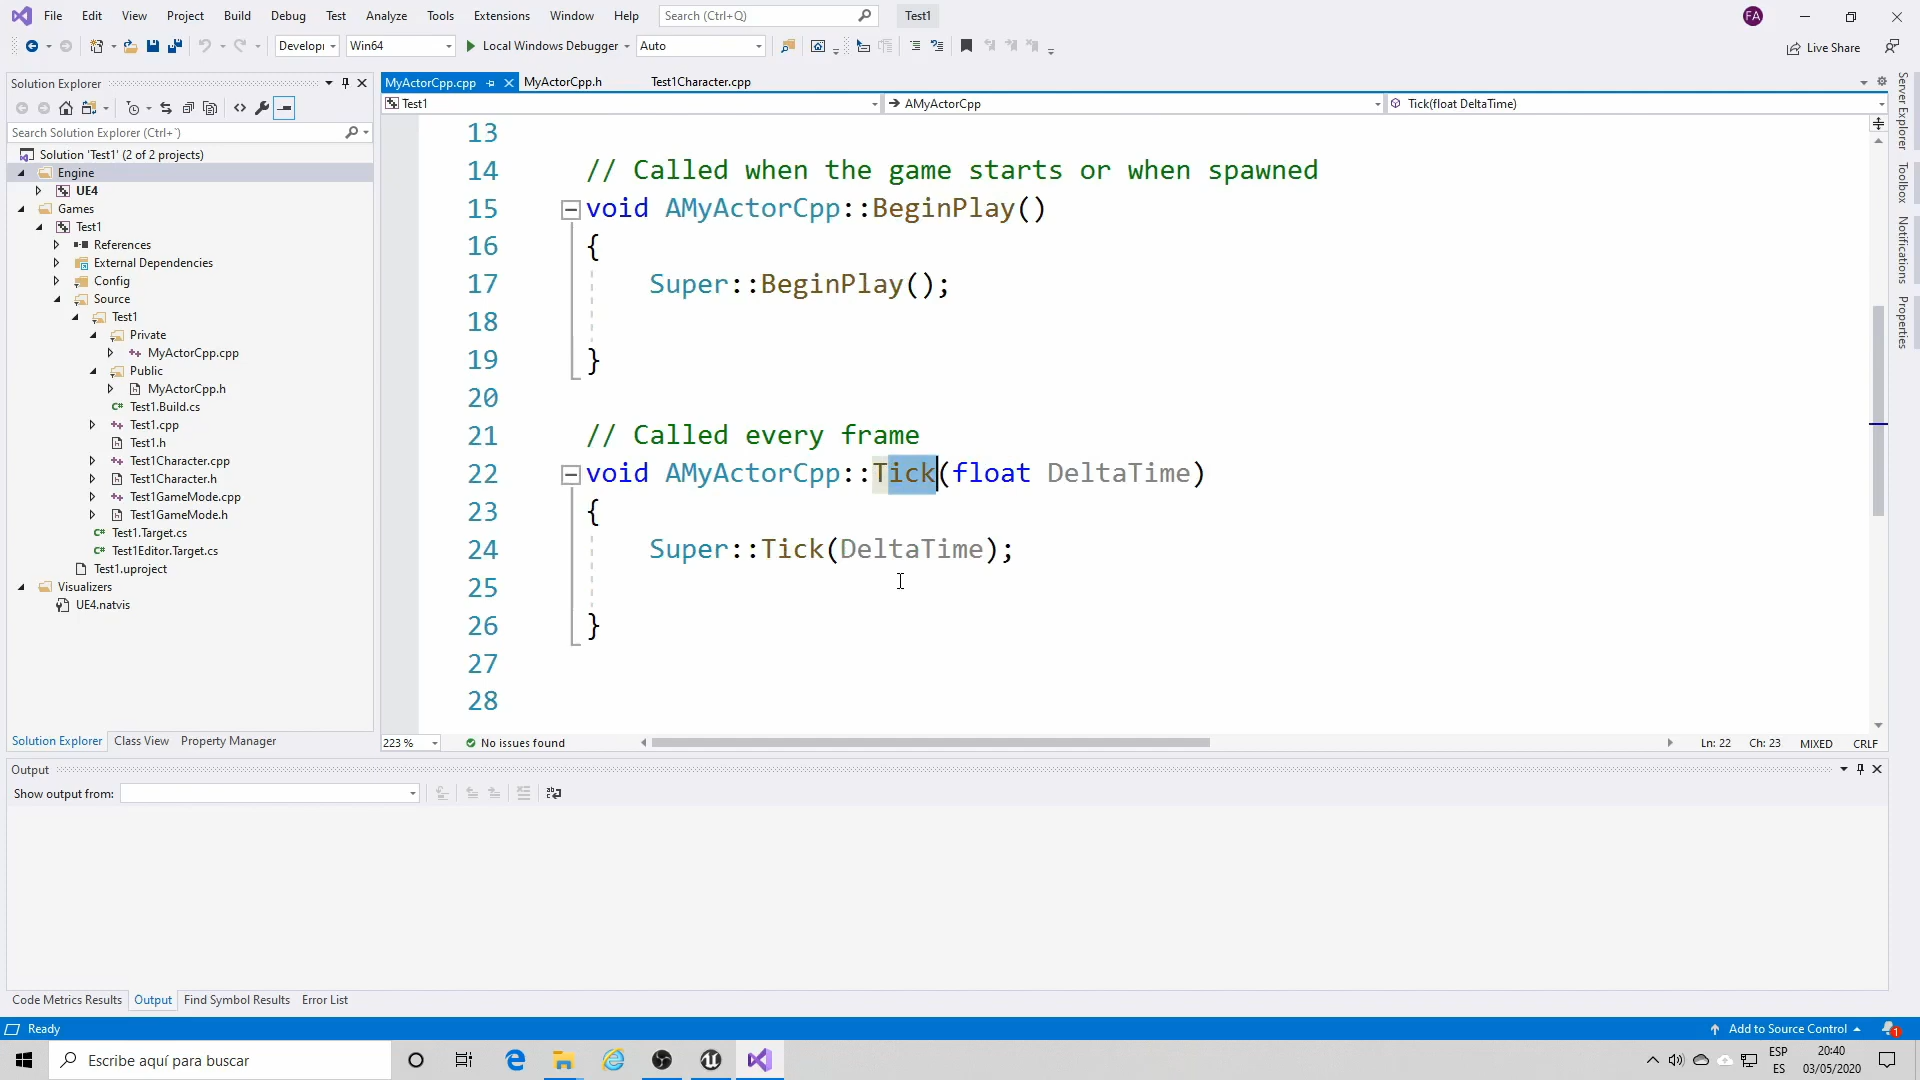 File Edit View Project Build Debug Test Analyze Tools Extensions Window Help Search (Ctrl+Q) Test1 FA
Develop Win64 Local Windows Debugger Auto Live Share
Solution Explorer
Search Solution Explorer (Ctrl+¨)
Solution 'Test1' (2 of 2 projects)
Engine
UE4
Games
Test1
References
External Dependencies
Config
Source
Test1
Private
MyActorCpp.cpp
Public
MyActorCpp.h
Test1.Build.cs
Test1.cpp
Test1.h
Test1Character.cpp
Test1Character.h
Test1GameMode.cpp
Test1GameMode.h
Test1.Target.cs
Test1Editor.Target.cs
Test1.uproject
Visualizers
UE4.natvis
Solution Explorer Class View Property Manager
MyActorCpp.cpp MyActorCpp.h Test1Character.cpp
Test1 AMyActorCpp Tick(float DeltaTime)
13
14 // Called when the game starts or when spawned
15 void AMyActorCpp::BeginPlay()
16 {
17 Super::BeginPlay();
18
19 }
20
21 // Called every frame
22 void AMyActorCpp::Tick(float DeltaTime)
23 {
24 Super::Tick(DeltaTime);
25
26 }
27
28
223 % No issues found Ln: 22 Ch: 23 MIXED CRLF
Server Explorer
Toolbox
Notifications
Properties
Output
Show output from:
Code Metrics Results Output Find Symbol Results Error List
Ready Add to Source Control 1
Escribe aquí para buscar
ESP
ES
20:40
03/05/2020